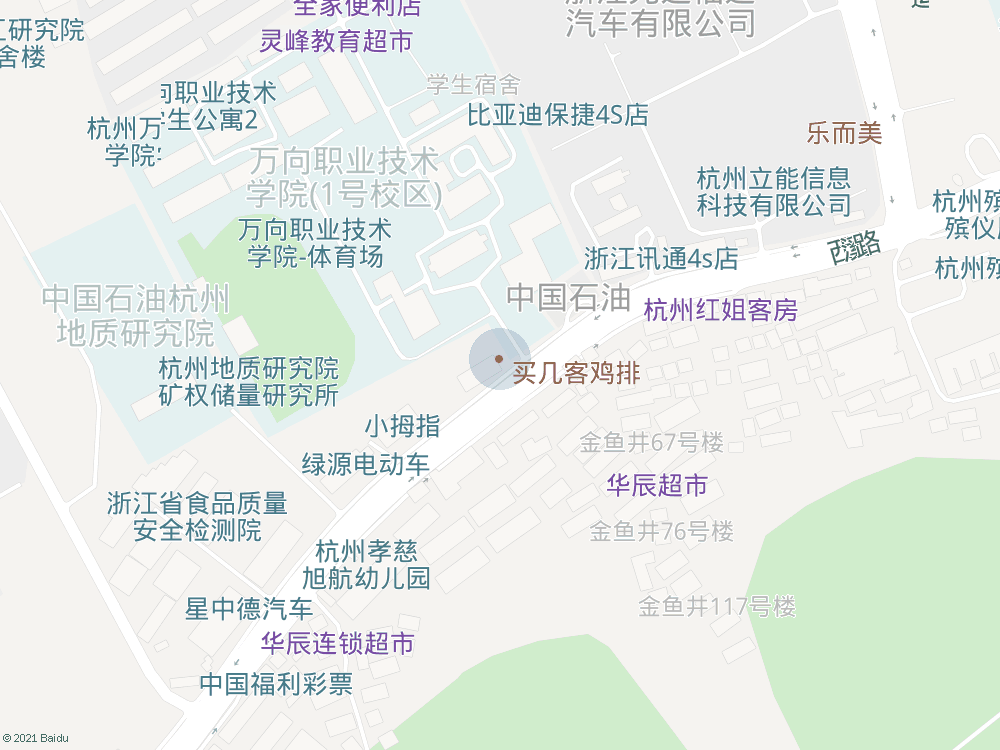 全家便利店
灵峰教育超市
汽车有限公司
工研究院
舍楼
学生宿舍
比亚迪保捷4S店
向职业技术
学生公寓2
杭州万
学院
乐而美
万向职业技术
学院(1号校区)
杭州立能信息
科技有限公司
杭州殡
殡仪
万向职业技术
学院-体育场
西溪路
浙江讯通4s店
杭州殡
中国石油杭州
地质研究院
中国石油
杭州红姐客房
杭州地质研究院
矿权储量研究所
买几客鸡排
小拇指
金鱼井67号楼
绿源电动车
华辰超市
浙江省食品质量
安全检测院
金鱼井76号楼
杭州孝慈
旭航幼儿园
星中德汽车
金鱼井117号楼
华辰连锁超市
中国福利彩票
© 2021 Baidu